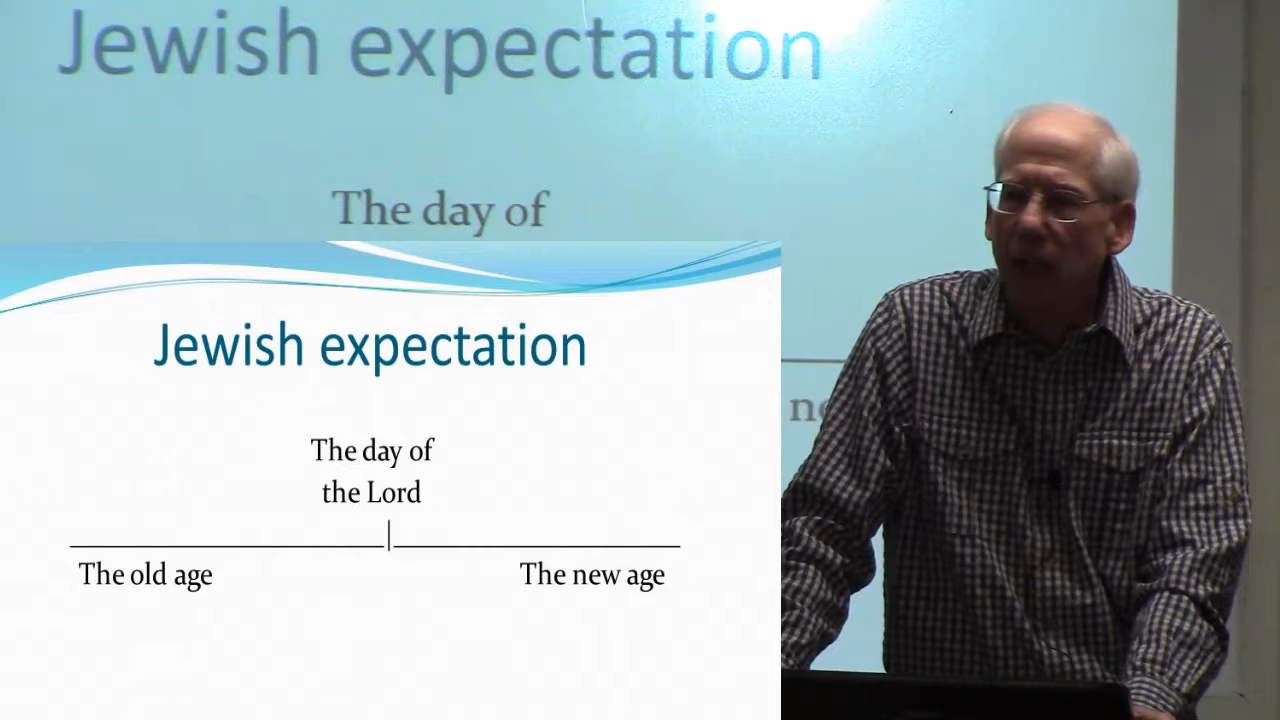 Jewish expectation
The day of
Jewish expectation
The day of
the Lord
The old age
The new age